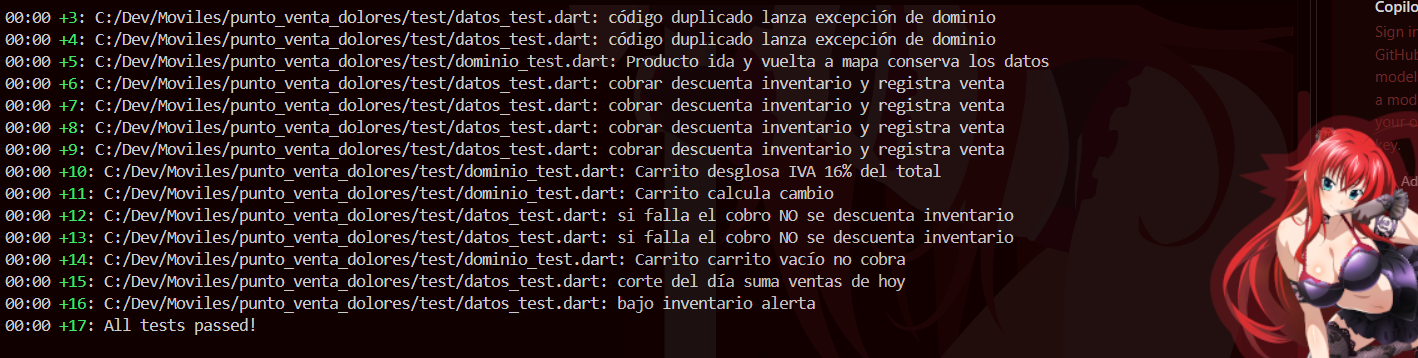 00:00 +3: C:/Dev/Moviles/punto_venta_dolores/test/datos_test.dart: código duplicado lanza excepción de dominio
00:00 +4: C:/Dev/Moviles/punto_venta_dolores/test/datos_test.dart: código duplicado lanza excepción de dominio
00:00 +5: C:/Dev/Moviles/punto_venta_dolores/test/dominio_test.dart: Producto ida y vuelta a mapa conserva los datos
00:00 +6: C:/Dev/Moviles/punto_venta_dolores/test/datos_test.dart: cobrar descuenta inventario y registra venta
00:00 +7: C:/Dev/Moviles/punto_venta_dolores/test/datos_test.dart: cobrar descuenta inventario y registra venta
00:00 +8: C:/Dev/Moviles/punto_venta_dolores/test/datos_test.dart: cobrar descuenta inventario y registra venta
00:00 +9: C:/Dev/Moviles/punto_venta_dolores/test/datos_test.dart: cobrar descuenta inventario y registra venta
00:00 +10: C:/Dev/Moviles/punto_venta_dolores/test/dominio_test.dart: Carrito desglosa IVA 16% del total
00:00 +11: C:/Dev/Moviles/punto_venta_dolores/test/dominio_test.dart: Carrito calcula cambio
00:00 +12: C:/Dev/Moviles/punto_venta_dolores/test/datos_test.dart: si falla el cobro NO se descuenta inventario
00:00 +13: C:/Dev/Moviles/punto_venta_dolores/test/datos_test.dart: si falla el cobro NO se descuenta inventario
00:00 +14: C:/Dev/Moviles/punto_venta_dolores/test/dominio_test.dart: Carrito carrito vacío no cobra
00:00 +15: C:/Dev/Moviles/punto_venta_dolores/test/datos_test.dart: corte del día suma ventas de hoy
00:00 +16: C:/Dev/Moviles/punto_venta_dolores/test/datos_test.dart: bajo inventario alerta
00:00 +17: All tests passed!
Copilo
Sign in
GitHub
model
a mod
your o
key.
Ad